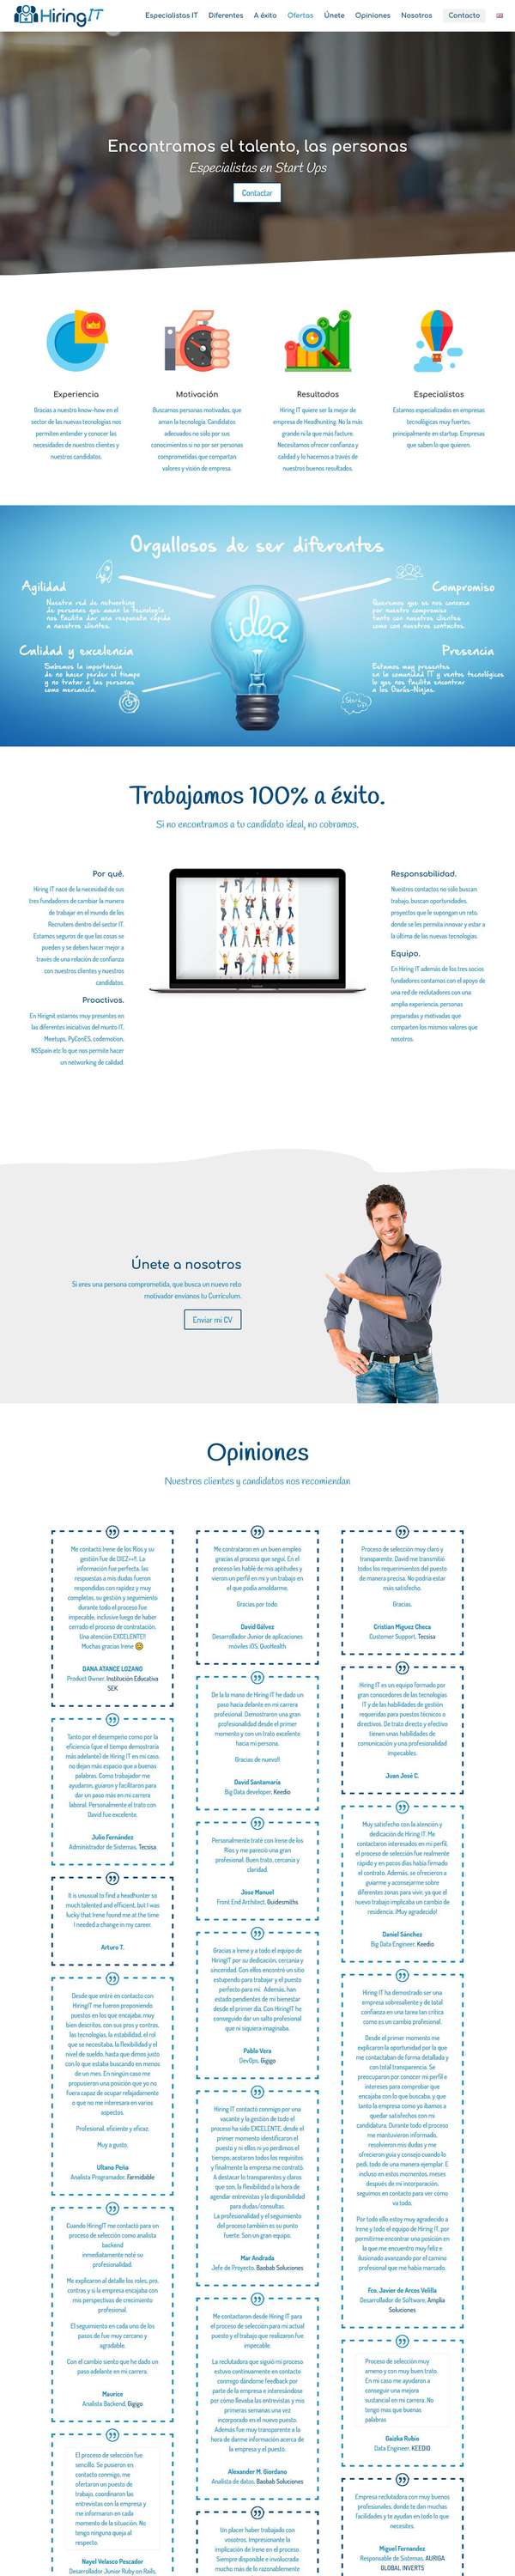 HiringIT
Especialistas IT
Diferentes
A éxito
Ofertas
Únete
Opiniones
Nosotros
Contacto
Encontramos el talento, las personas
Especialistas en Start Ups
Contactar
Experiencia
Gracias a nuestro know-how en el
sector de las nuevas tecnologías nos
permiten entender y conocer las
necesidades de nuestros clientes y
nuestros candidatos.
Motivación
Buscamos personas motivadas, que
aman la tecnología. Candidatos
adecuados no sólo por sus
conocimientos si no por ser personas
comprometidas que compartan
valores y visión de empresa.
Resultados
Hiring IT quiere ser la mejor de
empresa de Headhunting. No la más
grande ni la que más facture.
Necesitamos ofrecer confianza y
calidad y lo hacemos a través de
nuestros buenos resultados.
Especialistas
Estamos especializados en empresas
tecnológicas muy fuertes,
principalmente en startup. Empresas
que saben lo que quieren.
Orgullosos de ser diferentes
Agilidad
Nuestra red de networking
de personas que aman la tecnología
nos facilita dar una respuesta rápida
a nuestros clientes.
Compromiso
Queremos que se nos conozca
por nuestro compromiso
tanto con nuestros clientes
como con nuestros contactos.
Calidad y excelencia
Sabemos la importancia
de no hacer perder el tiempo
y no tratar a las personas
como mercancía.
Presencia
Estamos muy presentes
en la comunidad IT y ventos tecnológicos
lo que nos facilita encontrar
a los Gurús-Ninjas.
idea
Start up
Trabajamos 100% a éxito.
Si no encontramos a tu candidato ideal, no cobramos.
Por qué.
Hiring IT nace de la necesidad de sus
tres fundadores de cambiar la manera
de trabajar en el mundo de los
Recruiters dentro del sector IT.
Estamos seguros de que las cosas se
pueden y se deben hacer mejor a
través de una relación de confianza
con nuestros clientes y nuestros
candidatos.
Proactivos.
En Hiringit estamos muy presentes en
las diferentes iniciativas del munto IT.
Meetups, PyConES, codemotion,
NSSpain etc lo que nos permite hacer
un networking de calidad.
Responsabilidad.
Nuestros contactos no sólo buscan
trabajo, buscan oportunidades,
proyectos que le supongan un reto,
donde se les permita innovar y estar a
la última de las nuevas tecnologías.
Equipo.
En Hiring IT además de los tres socios
fundadores contamos con el apoyo de
una red de reclutadores con una
amplia experiencia, personas
preparadas y motivadas que
comparten los mismos valores que
nosotros.
Únete a nosotros
Si eres una persona comprometida, que busca un nuevo reto
motivador envíanos tu Currículum.
Enviar mi CV
Opiniones
Nuestros clientes y candidatos nos recomiendan
Me contactó Irene de los Ríos y su
gestión fue de DIEZ++!!. La
información fue perfecta, las
respuestas a mis dudas fueron
respondidas con rapidez y muy
completas, su gestión y seguimiento
durante todo el proceso fue
impecable, inclusive luego de haber
cerrado el proceso de contratación.
Una atención EXCELENTE!!
Muchas gracias Irene
DANA ATANCE LOZANO
Product Owner, Institución Educativa
SEK
Tanto por el desempeño como por la
eficiencia (que el tiempo demostraría
más adelante) de Hiring IT en mi caso,
no dejan más espacio que a buenas
palabras. Como trabajador me
ayudaron, guiaron y facilitaron para
dar un paso más en mi carrera
laboral. Personalmente el trato con
David fue excelente.
Julio Fernández
Administrador de Sistemas, Tecsisa
It is unusual to find a headhunter so
much talented and efficient, but I was
lucky that Irene found me at the time
I needed a change in my career.
Arturo T.
Desde que entré en contacto con
HiringIT me fueron proponiendo
puestos en los que encajaba, muy
bien descritos, con sus pros y contras,
las tecnologías, la estabilidad, el rol
que se necesitaba, la flexibilidad y el
nivel de sueldo, hasta que dimos justo
con lo que estaba buscando en menos
de un mes. En ningún caso me
propusieron una posición que yo no
fuera capaz de ocupar relajadamente
o que no me interesara en varios
aspectos.
Profesional, eficiente y eficaz.
Muy a gusto.
Ultano Peña
Analista Programador, Farmidable
Cuando HiringIT me contactó para un
proceso de selección como analista
backend
inmediatamente noté su
profesionalidad.
Me explicaron al detalle los roles, pro,
contras y si la empresa encajaba con
mis perspectivas de crecimiento
profesional.
El seguimiento en cada uno de los
pasos de fue muy cercano y
agradable.
Con el cambio siento que he dado un
paso adelante en mi carrera.
Maurice
Analista Backend, Gigigo
El proceso de selección fue
sencillo. Se pusieron en
contacto conmigo, me
ofertaron un puesto de
trabajo, coordinaron las
entrevistas con la empresa y
me informaron en cada
momento de la situación. No
tengo ninguna queja al
respecto.
Nayel Velasco Pescador
Desarrollador Junior Ruby on Rails,
Me contrataron en un buen empleo
gracias al proceso que seguí. En el
proceso les hablé de mis aptitudes y
vieron un perfil en mí y un trabajo en
el que podía amoldarme.
Gracias por todo.
David Gálvez
Desarrollador Junior de aplicaciones
móviles iOS, QuoHealth
De la la mano de Hiring IT he dado un
paso hacia delante en mi carrera
profesional. Demostraron una gran
profesionalidad desde el primer
momento y con un trato excelente
hacia mi persona.
Gracias de nuevo!!
David Santamaría
Big Data developer, Keedio
Personalmente traté con Irene de los
Ríos y me pareció una gran
profesional. Buen trato, cercanía y
claridad.
Jose Manuel
Front End Architect, Guidesmiths
Gracias a Irene y a todo el equipo de
HiringIT por su dedicación, cercanía y
sinceridad. Con ellos encontré un sitio
estupendo para trabajar y el puesto
perfecto para mí. Además, han
estado pendientes de mi bienestar
desde el primer día. Con HiringIT he
conseguido dar un salto profesional
que ni siquiera imaginaba.
Pablo Vera
DevOps, Gigigo
Hiring IT contactó conmigo por una
vacante y la gestión de todo el
proceso ha sido EXCELENTE, desde el
primer momento identificaron el
puesto y ni ellos ni yo perdimos el
tiempo; acotaron todos los requisitos
y finalmente la empresa me contrató.
A destacar lo transparentes y claros
que son, la flexibilidad a la hora de
agendar entrevistas y la disponibilidad
para dudas/consultas.
La profesionalidad y el seguimiento
del proceso también es su punto
fuerte. Son un gran equipo.
Mar Andrada
Jefe de Proyecto, Baobab Soluciones
Me contactaron desde Hiring IT para
el proceso de selección para mi actual
puesto y el trabajo que realizaron fue
impecable.
La reclutadora que siguió mi proceso
estuvo continuamente en contacto
conmigo dándome feedback por
parte de la empresa e interesándose
por cómo llevaba las entrevistas y mis
primeras semanas una vez
incorporado en el nuevo puesto.
Además fue muy transparente a la
hora de darme información acerca de
la empresa y el puesto.
Alexander M. Giordano
Analista de datos, Baobab Soluciones
Un placer haber trabajado con
vosotros. Impresionante la
implicación de Irene en el proceso.
Siempre disponible e involucrada
mucho más de lo razonablemente
Proceso de selección muy claro y
transparente. David me transmitió
todos los requerimientos del puesto
de manera precisa. No podría estar
más satisfecho.
Gracias.
Cristian Miguez Checa
Customer Support, Tecsisa
Hiring IT es un equipo formado por
gran conocedores de las tecnologías
IT y de las habilidades de gestión
requeridas para puestos técnicos o
directivos. De trato directo y efectivo
tienen unas habilidades de
comunicación y una profesionalidad
impecables.
Juan José C.
Muy satisfecho con la atención y
dedicación de Hiring IT. Me
contactaron interesados en mi perfil,
el proceso de selección fue realmente
rápido y en pocos días había firmado
el contrato. Además, se ofrecieron a
guiarme y aconsejarme sobre
diferentes zonas para vivir, ya que el
nuevo trabajo implicaba un cambio de
residencia. ¡Muy agradecido!
Daniel Sánchez
Big Data Engineer, Keedio
Hiring IT ha demostrado ser una
empresa sobresaliente y de total
confianza en una tarea tan crítica
como es un cambio profesional.
Desde el primer momento me
explicaron la oportunidad por la que
me contactaban de forma detallada y
con total transparencia. Se
preocuparon por conocer mi perfil e
intereses para comprobar que
encajaba con lo que buscaba, y que
tanto la empresa como yo íbamos a
quedar satisfechos con mi
candidatura. Durante todo el proceso
me mantuvieron informado,
resolvieron mis dudas y me
ofrecieron guía y consejo cuando lo
pedí, todo de una manera ejemplar. E
incluso en estos momentos, meses
después de mi incorporación,
seguimos en contacto para ver cómo
va todo.
Por todo ello estoy muy agradecido a
Irene y todo el equipo de Hiring IT, por
permitirme encontrar una posición en
la que me encuentro muy feliz e
ilusionado avanzando por el camino
profesional que me había marcado.
Fco. Javier de Arcos Velilla
Desarrollador de Software, Amplia
Soluciones
Proceso de selección muy
ameno y con muy buen trato.
En mi caso me ayudaron a
conseguir una mejora
sustancial en mi carrera. No
tengo mas que buenas
palabras
Gaizka Rubio
Data Engineer, KEEDIO
Empresa reclutadora con muy buenos
profesionales, donde te dan muchas
facilidades y te ayudan en todo lo que
necesites.
Miguel Fernandez
Responsable de Sistemas, AURIGA
GLOBAL INVERTS